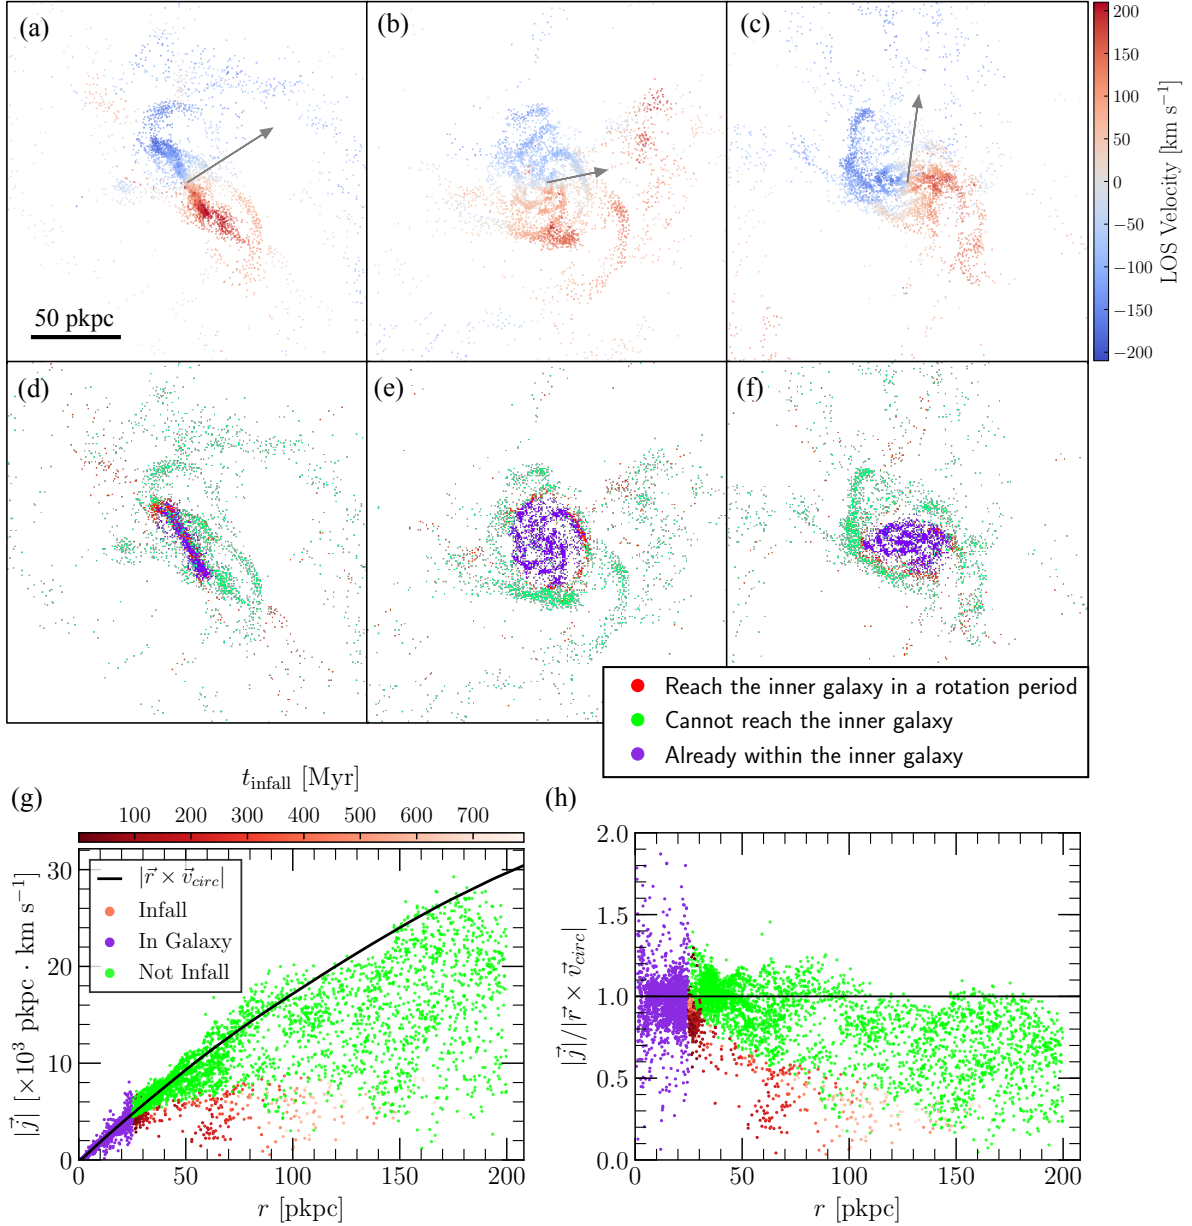 (a)
(b)
(c)
50 pkpc
200
150
100
50
0
−50
−100
−150
−200
LOS Velocity [km s⁻¹]
(d)
(e)
(f)
Reach the inner galaxy in a rotation period
Cannot reach the inner galaxy
Already within the inner galaxy
(g)
t_infall [Myr]
100 200 300 400 500 600 700
|r⃗ × v⃗_circ|
Infall
In Galaxy
Not Infall
30
20
10
0
|j⃗| [×10³ pkpc · km s⁻¹]
0 50 100 150 200
r [pkpc]
(h)
2.0
1.5
1.0
0.5
0.0
|j⃗|/|r⃗ × v⃗_circ|
0 50 100 150 200
r [pkpc]